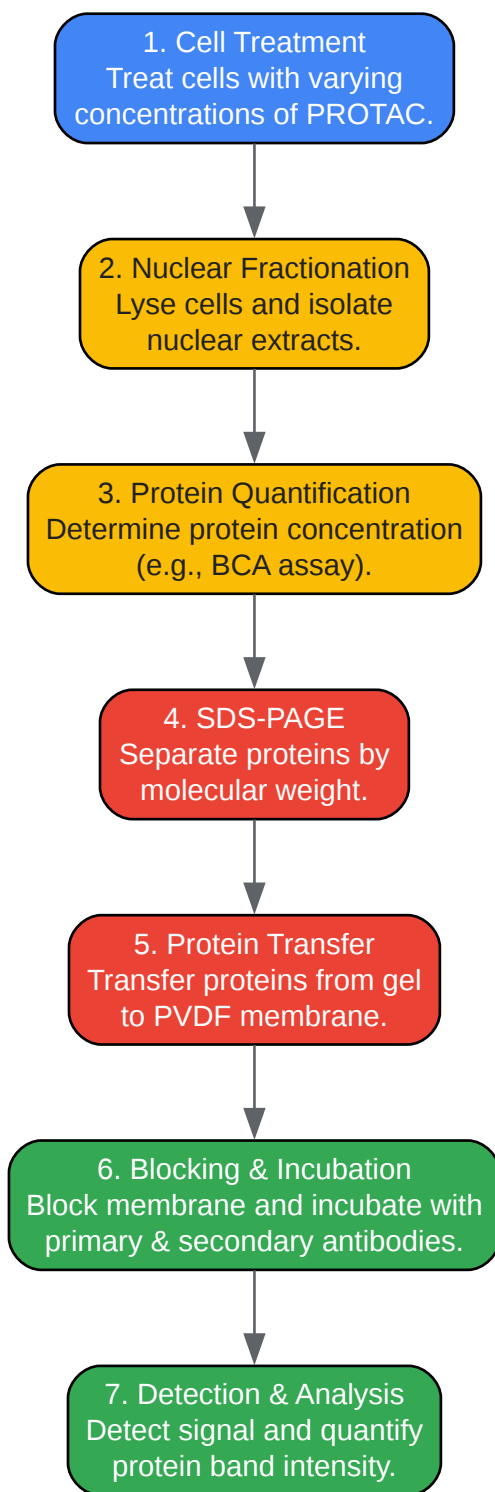 1. Cell Treatment
Treat cells with varying
concentrations of PROTAC.
2. Nuclear Fractionation
Lyse cells and isolate
nuclear extracts.
3. Protein Quantification
Determine protein concentration
(e.g., BCA assay).
4. SDS-PAGE
Separate proteins by
molecular weight.
5. Protein Transfer
Transfer proteins from gel
to PVDF membrane.
6. Blocking & Incubation
Block membrane and incubate with
primary & secondary antibodies.
7. Detection & Analysis
Detect signal and quantify
protein band intensity.